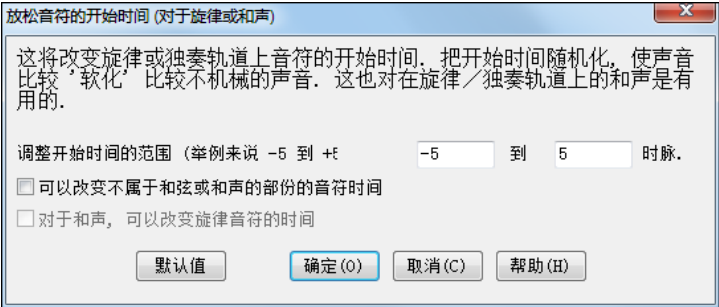 放松音符的开始时间 (对于旋律或和声)
这将改变旋律或独奏轨道上音符的开始时间. 把开始时间随机化, 使声音
比较 '软化' 比较不机械的声音. 这也对在旋律／独奏轨道上的和声是有
用的.
调整开始时间的范围 (举例来说 -5 到 +5 -5 到 5 时脉.
可以改变不属于和弦或和声的部份的音符时间
对于和声, 可以改变旋律音符的时间
默认值 确定(O) 取消(C) 帮助(H)